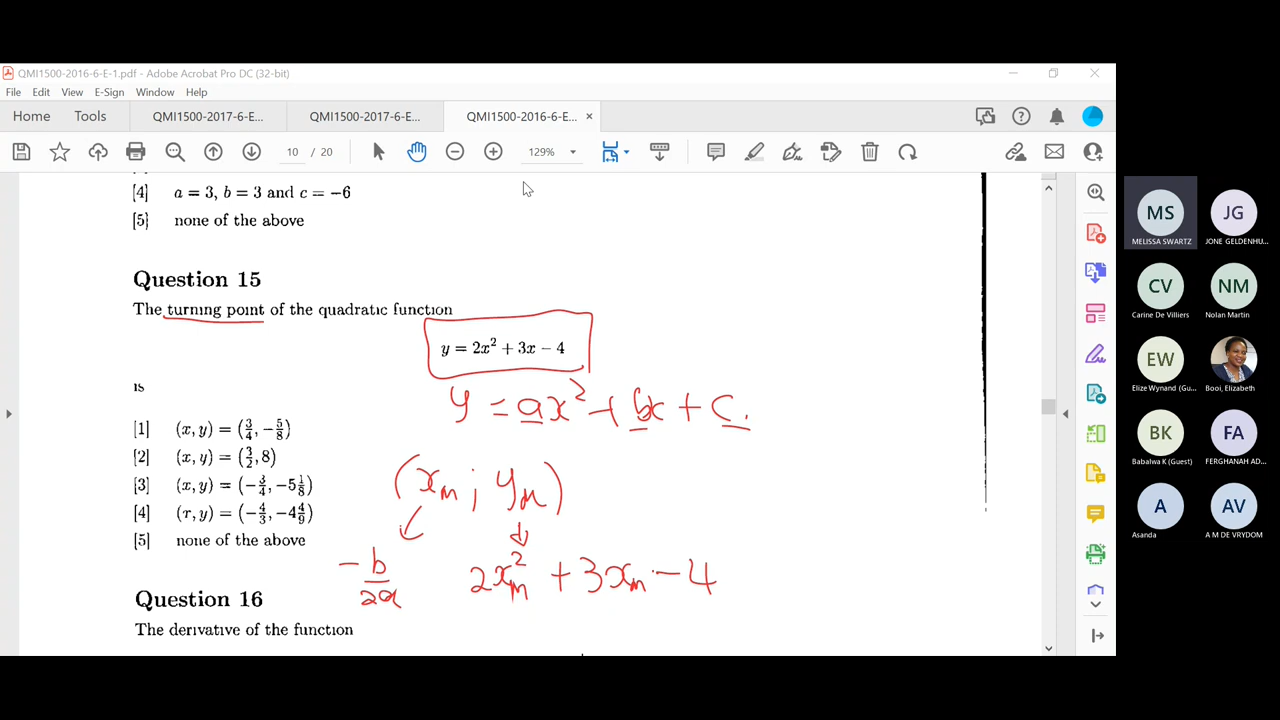 QMI1500-2016-6-E-1.pdf - Adobe Acrobat Pro DC (32-bit)
File Edit View E-Sign Window Help
Home Tools QMI1500-2017-6-E... QMI1500-2017-6-E... QMI1500-2016-6-E... ×
10 / 20 129%
[4] a = 3, b = 3 and c = −6
[5] none of the above
Question 15
The turning point of the quadratic function
y = 2x² + 3x − 4
is
y = ax² + bx + c.
[1] (x, y) = (3/4, −5/8)
[2] (x, y) = (3/2, 8)
[3] (x, y) = (−3/4, −5 1/8)
[4] (x, y) = (−4/3, −4 4/9)
[5] none of the above
(xₘ ; yₘ)
−b/2a 2xₘ² + 3xₘ − 4
Question 16
The derivative of the function
MS JG
MELISSA SWARTZ JONE GELDENHU...
CV NM
Carine De Villiers Nolan Martin
EW
Elize Wynand (Gu... Booi, Elizabeth
BK FA
Babalwa K (Guest) FERGHANAH AD...
A AV
Asanda A M DE VRYDOM